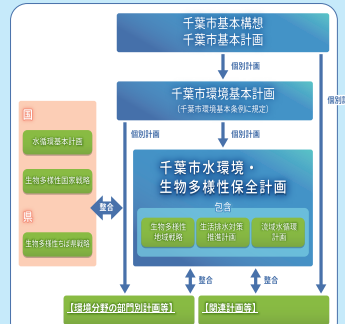 千葉市基本構想
千葉市基本計画
個別計画
個別計
千葉市環境基本計画
（千葉市環境基本条例に規定）
個別計画
個別計画
国
水循環基本計画
生物多様性国家戦略
県
生物多様性ちば県戦略
整合
千葉市水環境・
生物多様性保全計画
包含
生物多様性
地域戦略
生活排水対策
推進計画
流域水循環
計画
整合
整合
【環境分野の部門別計画等】
【関連計画等】